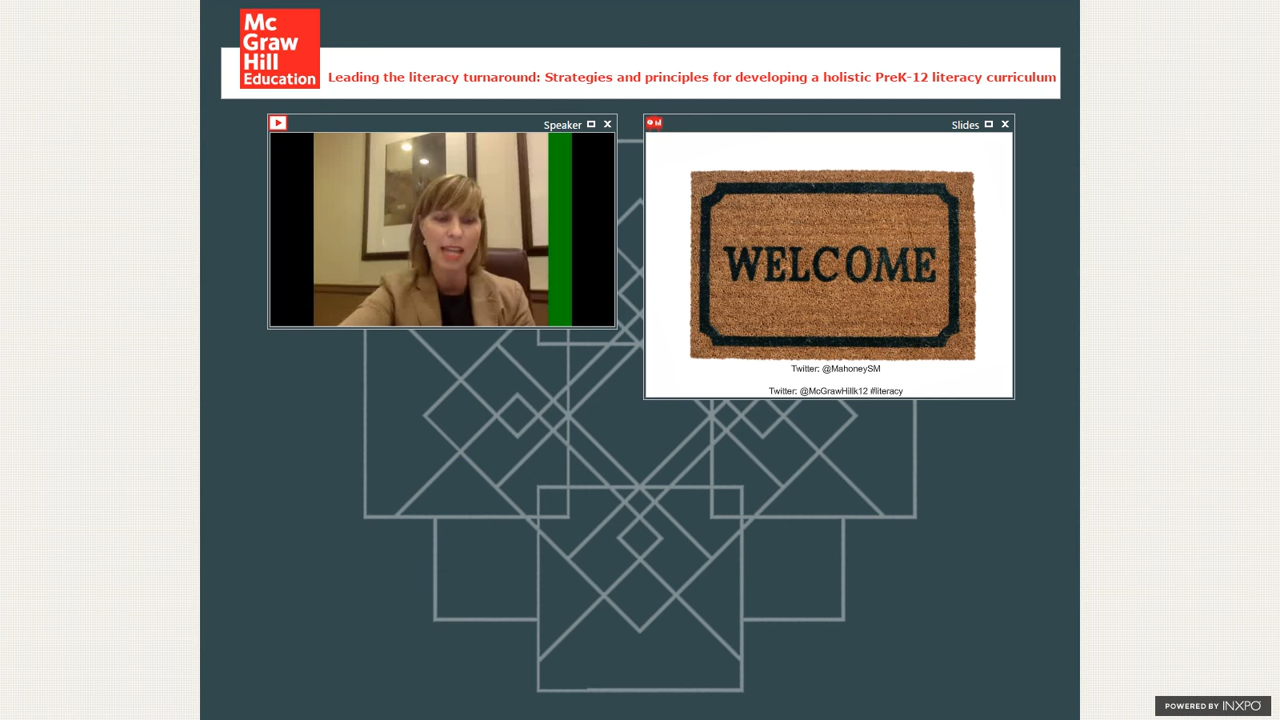 Mc
Graw
Hill
Education
Leading the literacy turnaround: Strategies and principles for developing a holistic PreK-12 literacy curriculum
Speaker
Slides
WELCOME
Twitter: @MahoneySM
Twitter: @McGrawHillk12 #literacy
POWERED BY INXPO